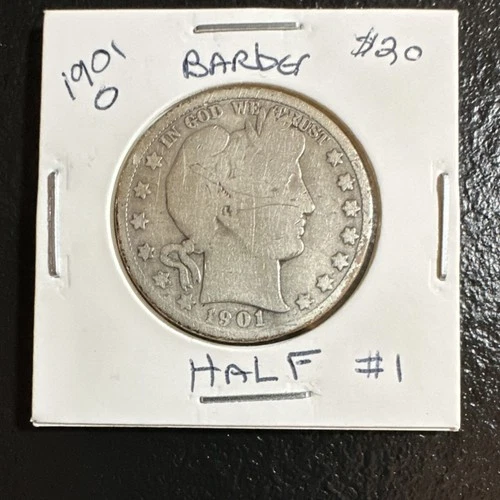 1901 BARBER $20
O
IN GOD WE TRUST
1901
HALF #1